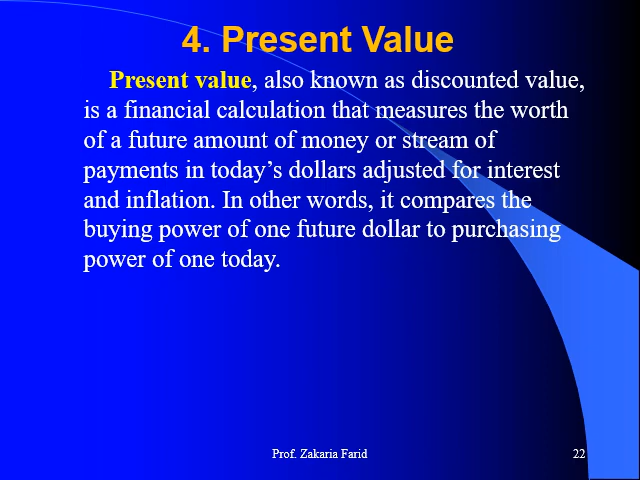 4. Present Value
Present value, also known as discounted value,
is a financial calculation that measures the worth
of a future amount of money or stream of
payments in today’s dollars adjusted for interest
and inflation. In other words, it compares the
buying power of one future dollar to purchasing
power of one today.
Prof. Zakaria Farid
22